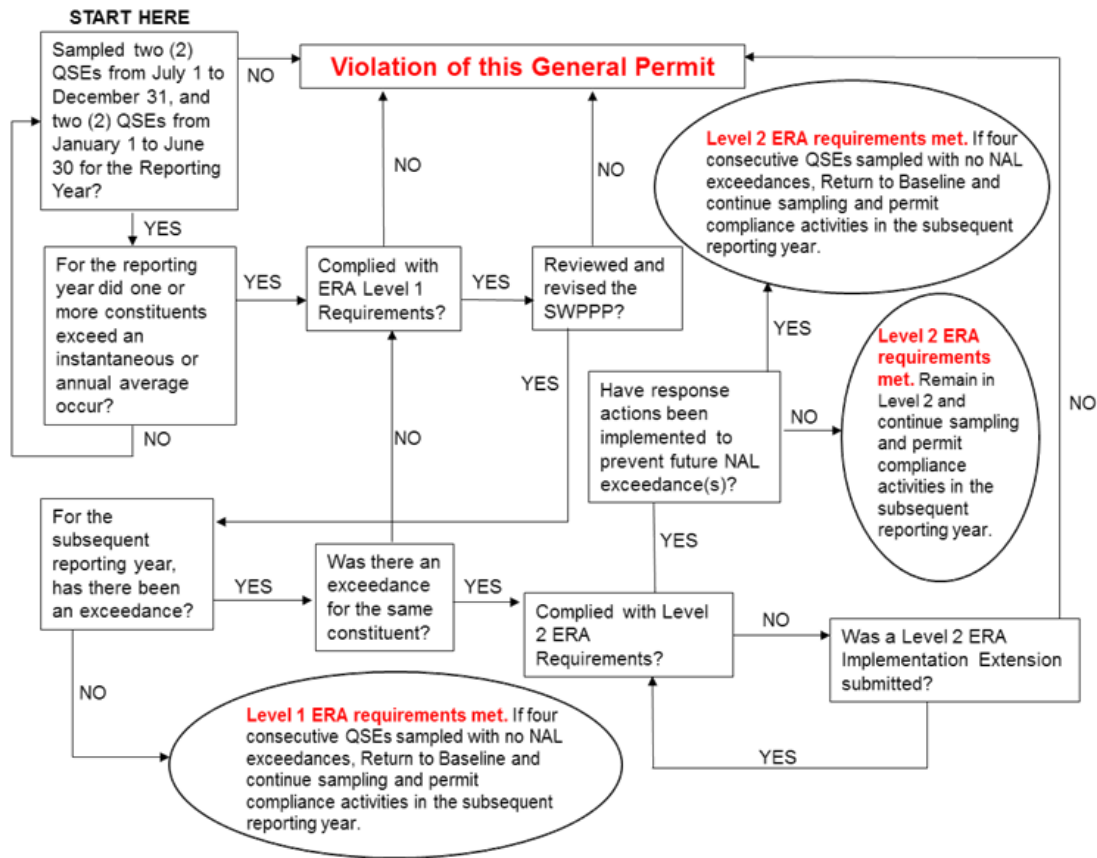 START HERE
Sampled two (2)
QSEs from July 1 to
December 31, and
two (2) QSEs from
January 1 to June
30 for the Reporting
Year?
NO
Violation of this General Permit
YES
NO
NO
Level 2 ERA requirements met. If four
consecutive QSEs sampled with no NAL
exceedances, Return to Baseline and
continue sampling and permit
compliance activities in the subsequent
reporting year.
For the reporting
year did one or
more constituents
exceed an
instantaneous or
annual average
occur?
YES
Complied with
ERA Level 1
Requirements?
YES
Reviewed and
revised the
SWPPP?
YES
NO
YES
NO
Have response
actions been
implemented to
prevent future NAL
exceedance(s)?
NO
Level 2 ERA
requirements
met. Remain in
Level 2 and
continue sampling
and permit
compliance
activities in the
subsequent
reporting year.
NO
For the
subsequent
reporting year,
has there been
an exceedance?
YES
Was there an
exceedance
for the same
constituent?
YES
YES
Complied with Level
2 ERA
Requirements?
NO
Was a Level 2 ERA
Implementation Extension
submitted?
NO
YES
Level 1 ERA requirements met. If four
consecutive QSEs sampled with no NAL
exceedances, Return to Baseline and
continue sampling and permit
compliance activities in the subsequent
reporting year.